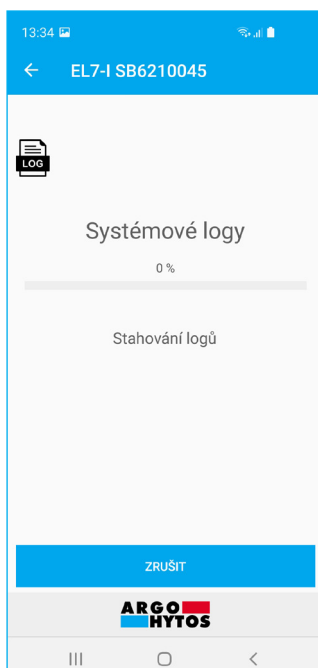 13:34
EL7-I SB6210045
LOG
Systémové logy
0 %
Stahování logů
ZRUŠIT
ARGO
HYTOS